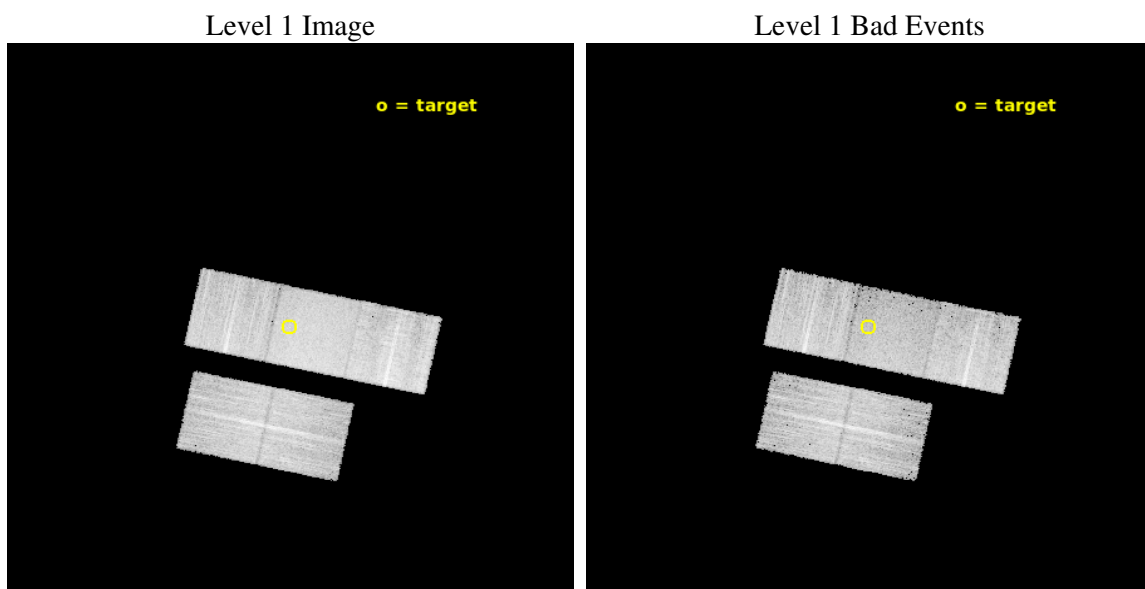 Level 1 Image
Level 1 Bad Events
o = target
o = target